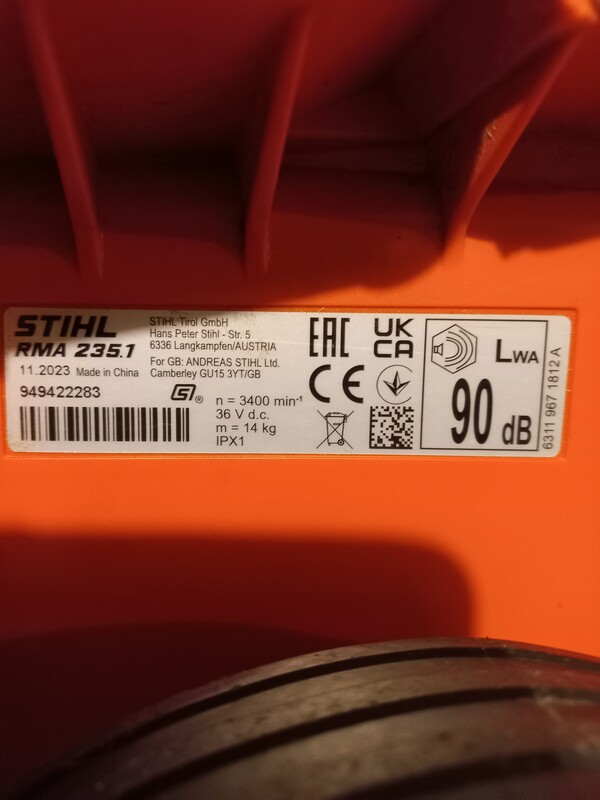 STIHL
RMA 235.1
11.2023 Made in China
949422283
STIHL Tirol GmbH
Hans Peter Stihl - Str. 5
6336 Langkampfen/AUSTRIA
For GB: ANDREAS STIHL Ltd.
Camberley GU15 3YT/GB
n = 3400 min-¹
36 V d.c.
m = 14 kg
IPX1
EAC
UK
CA
CE
LWA
90 dB
6311 967 1812 A